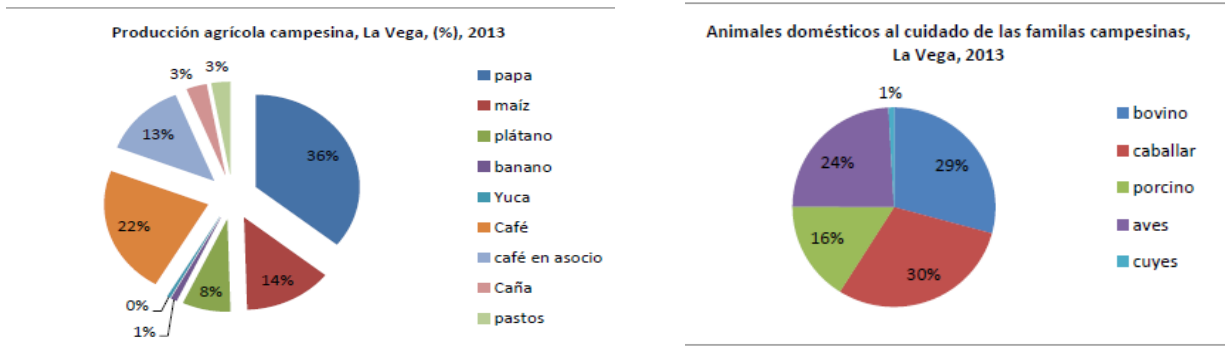 Producción agrícola campesina, La Vega, (%), 2013
3%
3%
13%
36%
22%
14%
8%
0%
1%
papa
maíz
plátano
banano
Yuca
Café
café en asocio
Caña
pastos
Animales domésticos al cuidado de las familas campesinas,
La Vega, 2013
1%
24%
29%
16%
30%
bovino
caballar
porcino
aves
cuyes